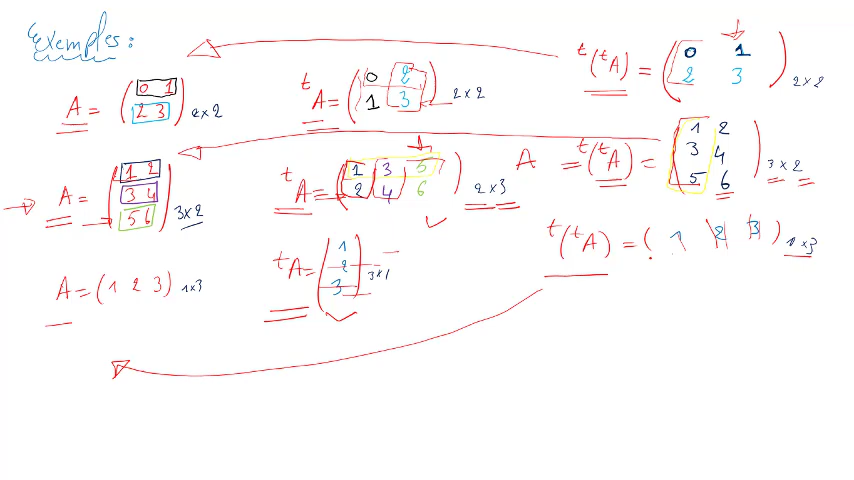 Exemples :
A = ( 0 1 ᵗA = ( 0 2 ᵗ(ᵗA) = ( 0 1
2 3 )2×2 1 3 )2×2 2 3 )2×2
A = ( 1 2 ᵗA = ( 1 3 5 A = ᵗ(ᵗA) = ( 1 2
3 4 2 4 6 )2×3 3 4
5 6 )3×2 5 6 )3×2
A = ( 1 2 3 )1×3 ᵗA = ( 1 ᵗ(ᵗA) = ( 1 2 3 )1×3
2
3 )3×1